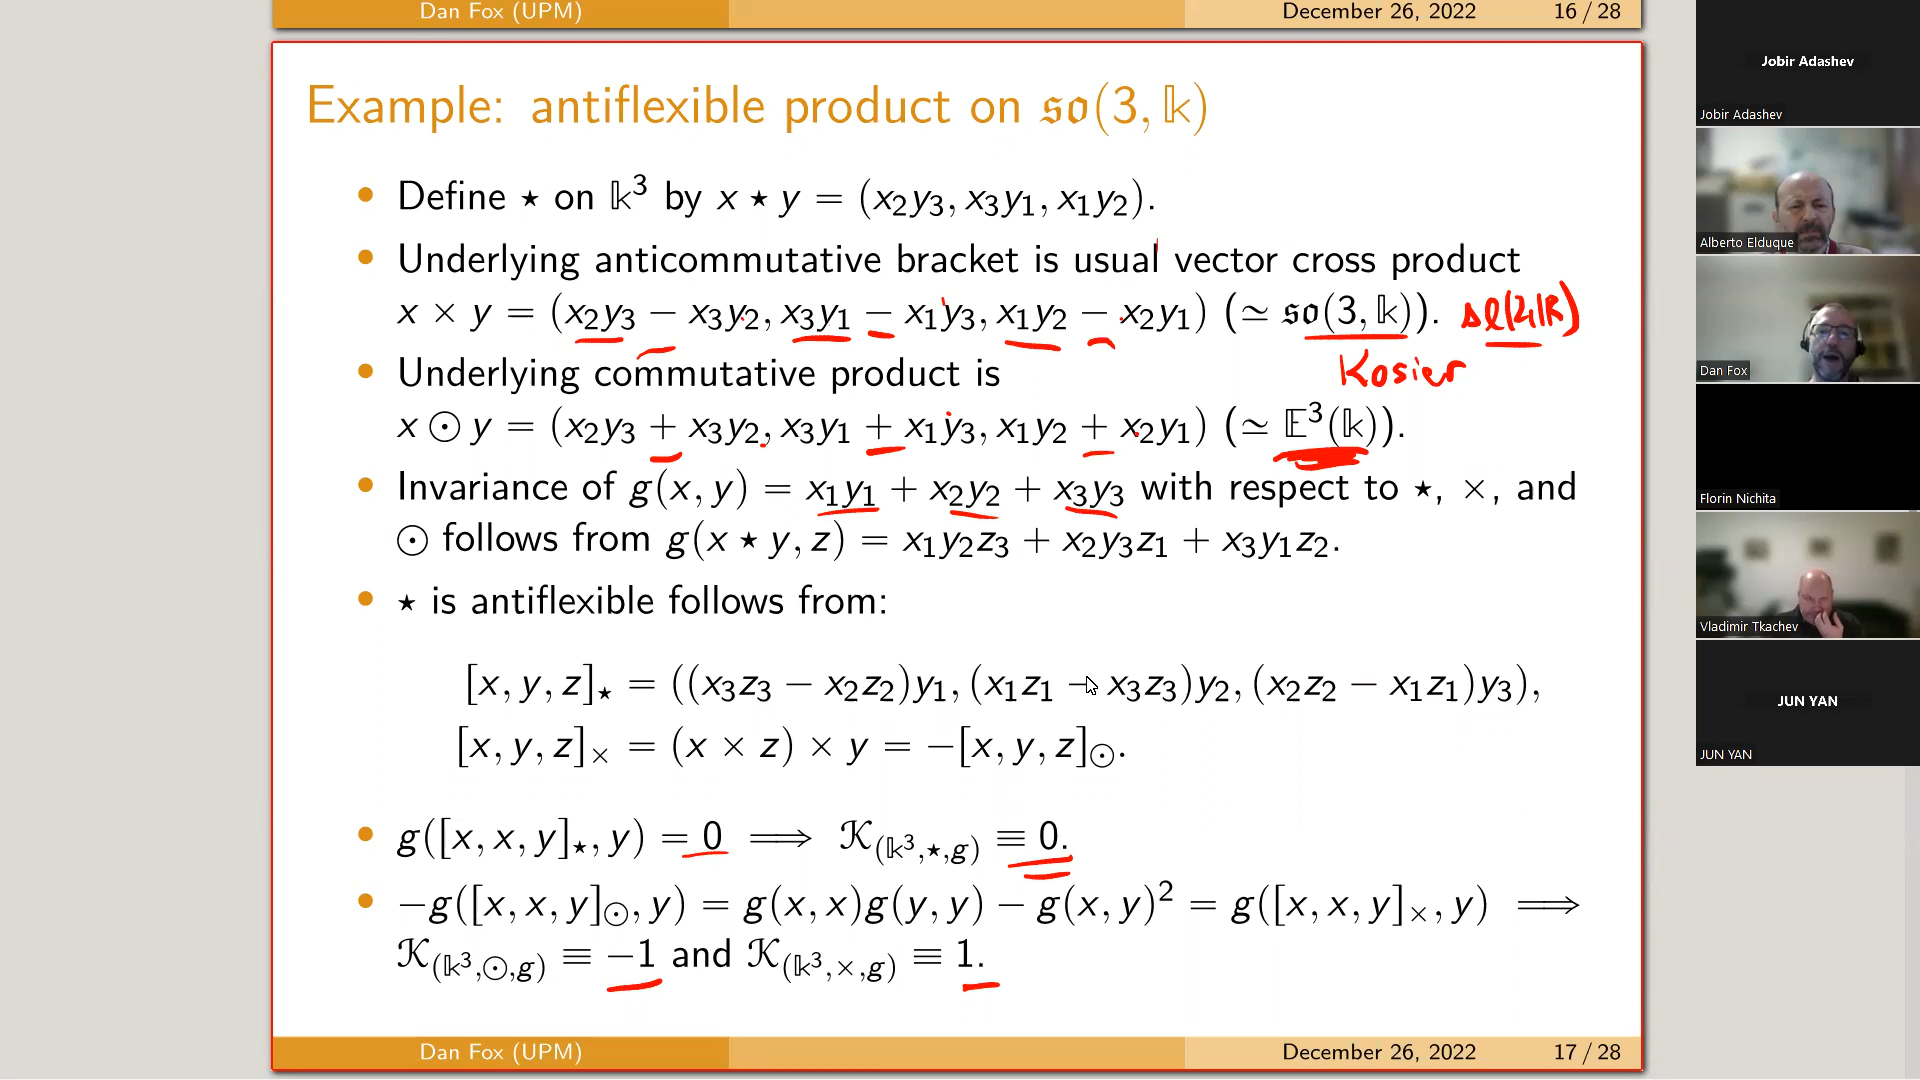 Dan Fox (UPM) December 26, 2022 16 / 28
Example: antiflexible product on 𝔰𝔬(3, 𝕜)
• Define ⋆ on 𝕜³ by x ⋆ y = (x₂y₃, x₃y₁, x₁y₂).
• Underlying anticommutative bracket is usual vector cross product
x × y = (x₂y₃ − x₃y₂, x₃y₁ − x₁y₃, x₁y₂ − x₂y₁) (≃ 𝔰𝔬(3, 𝕜)). sl(2,ℝ)
Kosier
• Underlying commutative product is
x ⊙ y = (x₂y₃ + x₃y₂, x₃y₁ + x₁y₃, x₁y₂ + x₂y₁) (≃ 𝔼³(𝕜)).
• Invariance of g(x, y) = x₁y₁ + x₂y₂ + x₃y₃ with respect to ⋆, ×, and
⊙ follows from g(x ⋆ y, z) = x₁y₂z₃ + x₂y₃z₁ + x₃y₁z₂.
• ⋆ is antiflexible follows from:
[x, y, z]⋆ = ((x₃z₃ − x₂z₂)y₁, (x₁z₁ − x₃z₃)y₂, (x₂z₂ − x₁z₁)y₃),
[x, y, z]× = (x × z) × y = −[x, y, z]⊙.
• g([x, x, y]⋆, y) = 0 ⟹ 𝒦(𝕜³,⋆,g) ≡ 0.
• −g([x, x, y]⊙, y) = g(x, x)g(y, y) − g(x, y)² = g([x, x, y]×, y) ⟹
𝒦(𝕜³,⊙,g) ≡ −1 and 𝒦(𝕜³,×,g) ≡ 1.
Dan Fox (UPM) December 26, 2022 17 / 28
Jobir Adashev
Jobir Adashev
Alberto Elduque
Dan Fox
Florin Nichita
Vladimir Tkachev
JUN YAN
JUN YAN